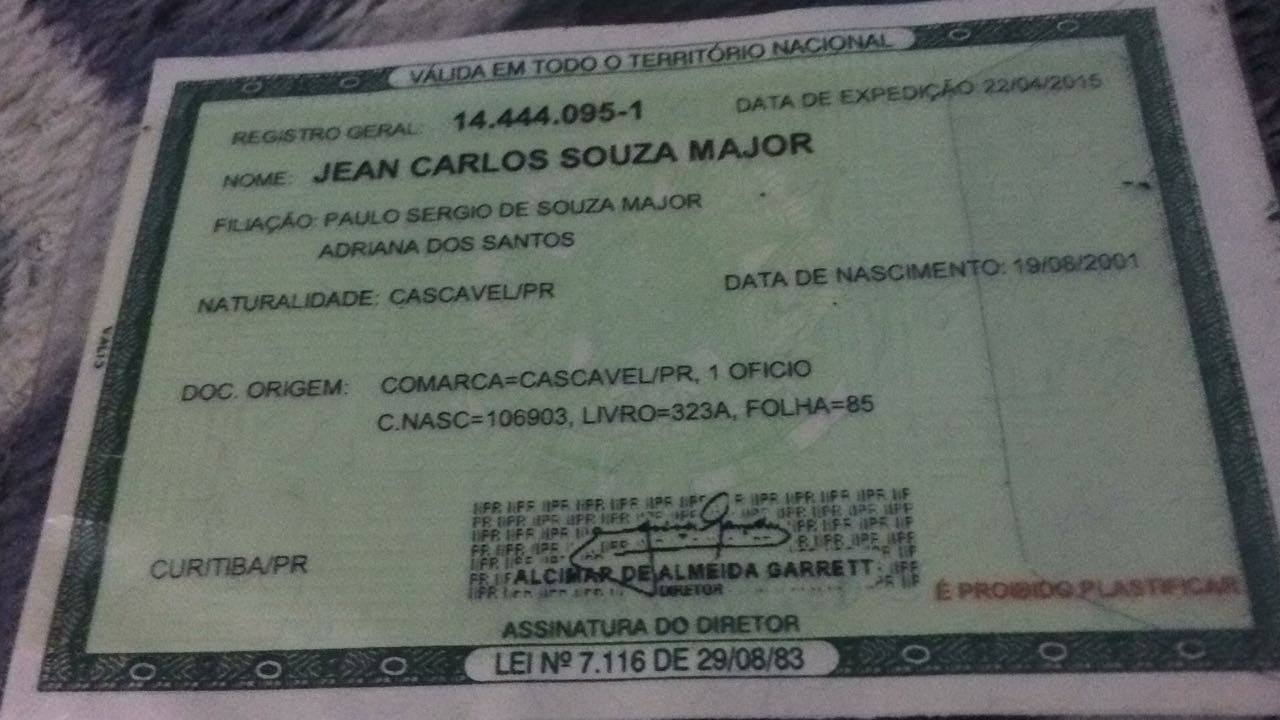 VÁLIDA EM TODO O TERRITÓRIO NACIONAL
REGISTRO GERAL: 14.444.095-1 DATA DE EXPEDIÇÃO 22/04/2015
NOME: JEAN CARLOS SOUZA MAJOR
FILIAÇÃO: PAULO SERGIO DE SOUZA MAJOR
ADRIANA DOS SANTOS
NATURALIDADE: CASCAVEL/PR DATA DE NASCIMENTO: 19/08/2001
DOC. ORIGEM: COMARCA=CASCAVEL/PR, 1 OFICIO
C.NASC=106903, LIVRO=323A, FOLHA=85
CURITIBA/PR
ALCIMAR DE ALMEIDA GARRETT
DIRETOR
É PROIBIDO PLASTIFICAR
ASSINATURA DO DIRETOR
LEI Nº 7.116 DE 29/08/83